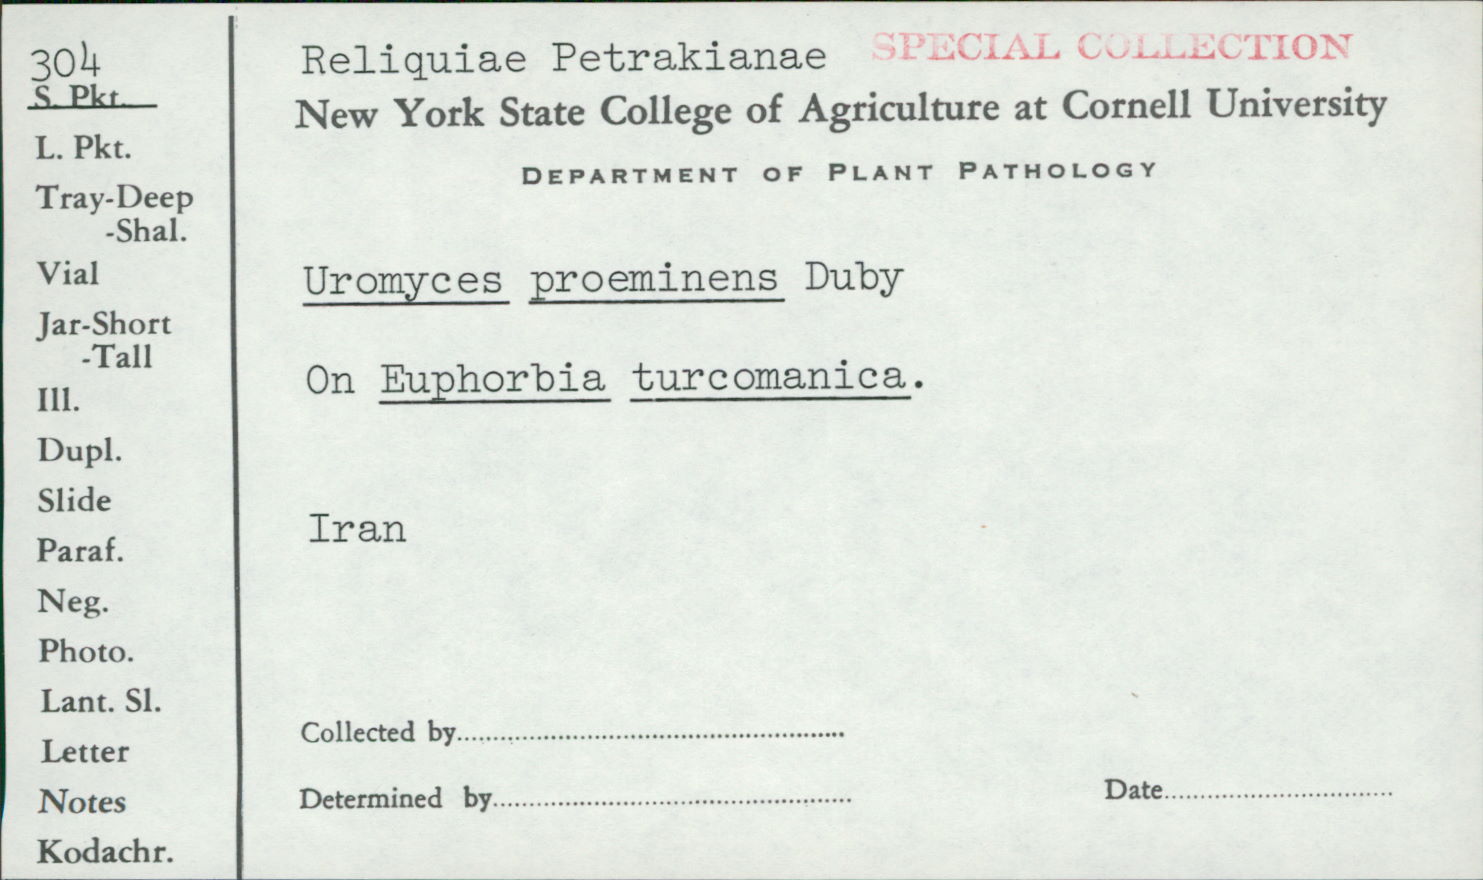 304
S. Pkt.
L. Pkt.
Tray-Deep
-Shal.
Vial
Jar-Short
-Tall
Ill.
Dupl.
Slide
Paraf.
Neg.
Photo.
Lant. Sl.
Letter
Notes
Kodachr.
Reliquiae Petrakianae SPECIAL COLLECTION
New York State College of Agriculture at Cornell University
DEPARTMENT OF PLANT PATHOLOGY
Uromyces proeminens Duby
On Euphorbia turcomanica.
Iran
Collected by
Determined by
Date